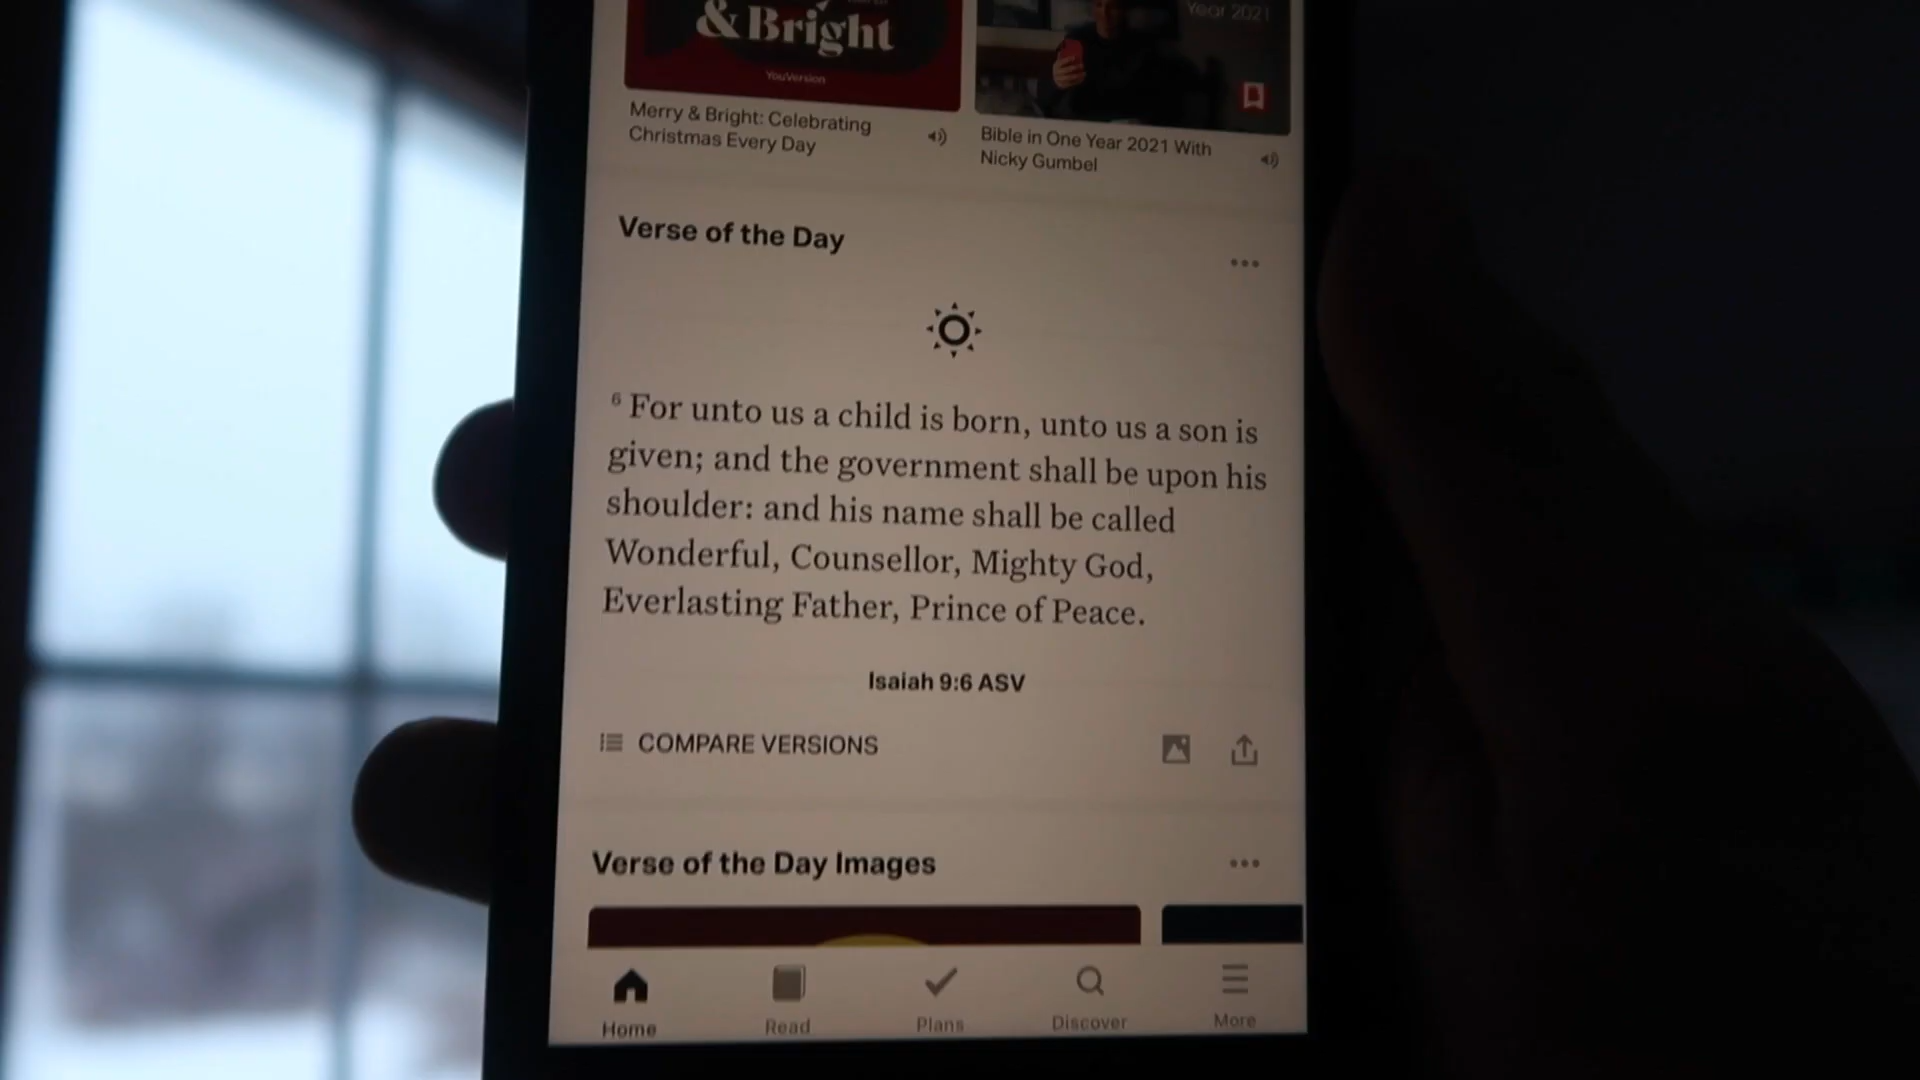 & Bright
Year 2021
YouVersion
Merry & Bright: Celebrating
Christmas Every Day
Bible in One Year 2021 With
Nicky Gumbel
Verse of the Day
6 For unto us a child is born, unto us a son is
given; and the government shall be upon his
shoulder: and his name shall be called
Wonderful, Counsellor, Mighty God,
Everlasting Father, Prince of Peace.
Isaiah 9:6 ASV
COMPARE VERSIONS
Verse of the Day Images
Home Read Plans Discover More